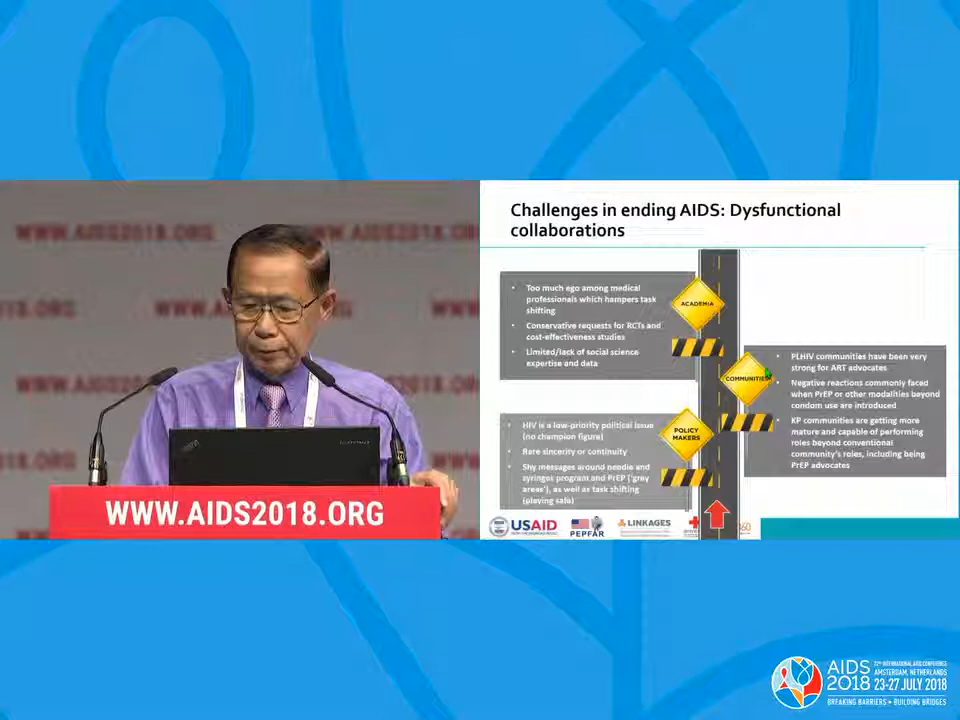 WWW.AIDS2018.ORG
WWW.AIDS2018.ORG
.ORG
WWW.AIDS2018.ORG
WWW.AIDS2018.ORG
Challenges in ending AIDS: Dysfunctional
collaborations
• Too much ego among medical
professionals which hampers task
shifting
• Conservative requests for RCTs and
cost-effectiveness studies
• Limited/lack of social science
expertise and data
ACADEMIA
COMMUNITIES
• PLHIV communities have been very
strong for ART advocates
• Negative reactions commonly faced
when PrEP or other modalities beyond
condom use are introduced
• KP communities are getting more
mature and capable of performing
roles beyond conventional
community's roles, including being
PrEP advocates
• HIV is a low-priority political issue
(no champion figure)
• Rare sincerity or continuity
• Shy messages around needle and
syringes program and PrEP ('grey
areas'), as well as task shifting
(playing safe)
POLICY
MAKERS
USAID
PEPFAR
LINKAGES
360
AIDS
2018
22ND INTERNATIONAL AIDS CONFERENCE
AMSTERDAM, NETHERLANDS
23-27 JULY 2018
BREAKING BARRIERS • BUILDING BRIDGES